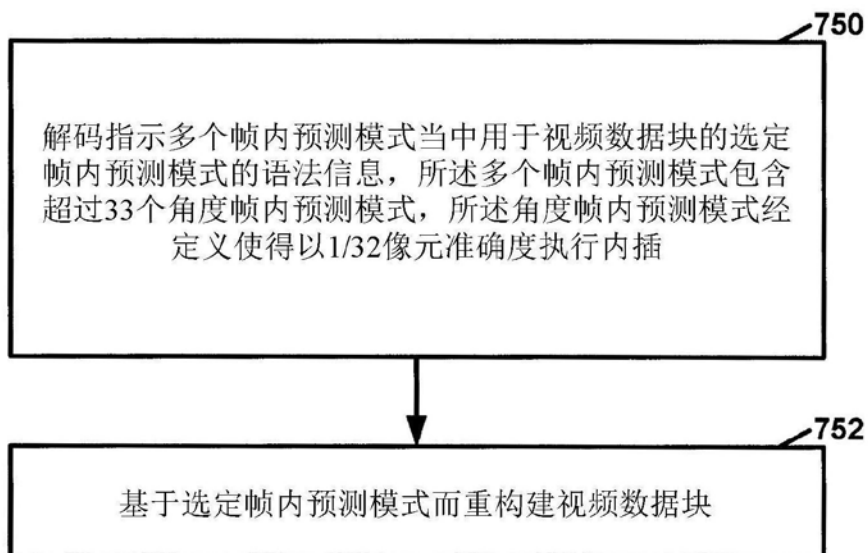 750
解码指示多个帧内预测模式当中用于视频数据块的选定
帧内预测模式的语法信息，所述多个帧内预测模式包含
超过33个角度帧内预测模式，所述角度帧内预测模式经
定义使得以1/32像元准确度执行内插
752
基于选定帧内预测模式而重构建视频数据块